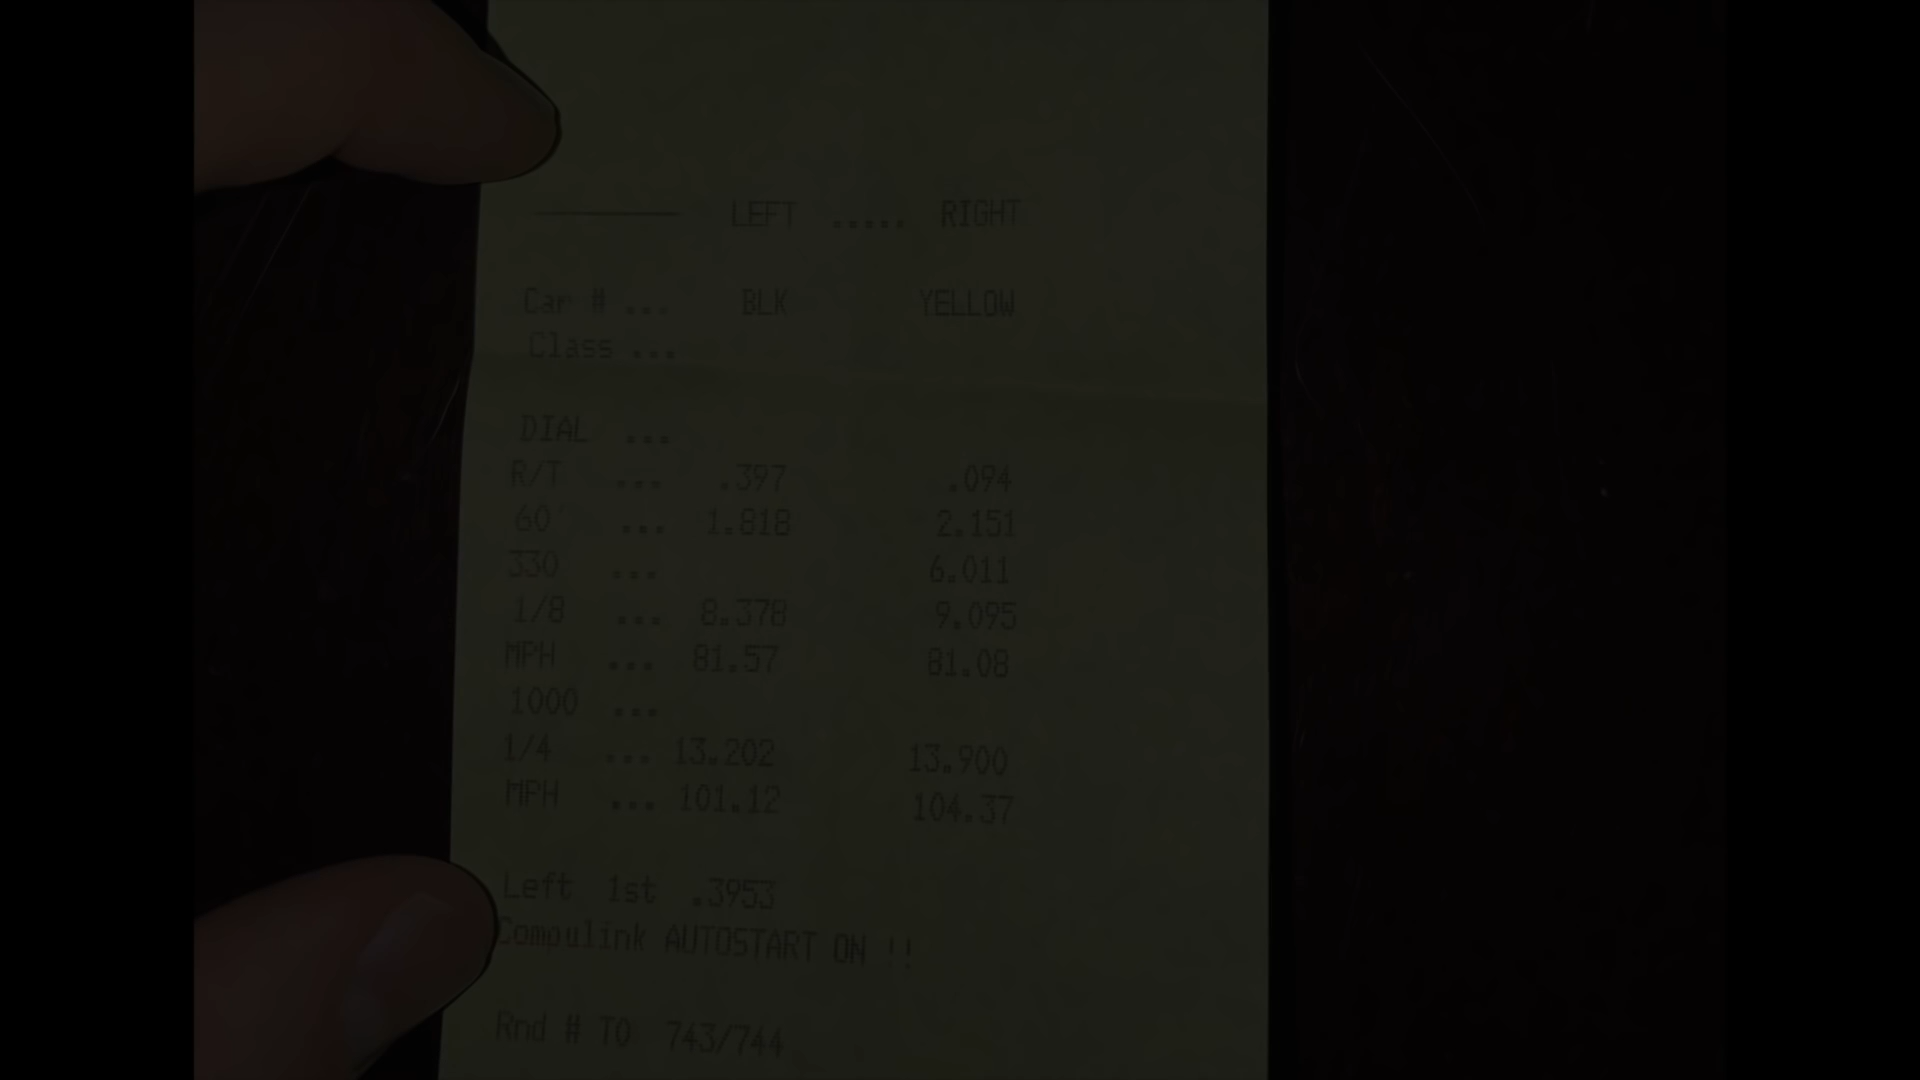 LEFT ..... RIGHT
Car # ... BLK YELLOW
Class ...
DIAL ...
R/T ... .397 .094
60 ... 1.818 2.151
330 ... 6.011
1/8 ... 8.378 9.095
MPH ... 81.57 81.08
1000 ...
1/4 ... 13.202 13.900
MPH ... 101.12 104.37
Left 1st .3953
Compulink AUTOSTART ON !!
Rnd # TO 743/744